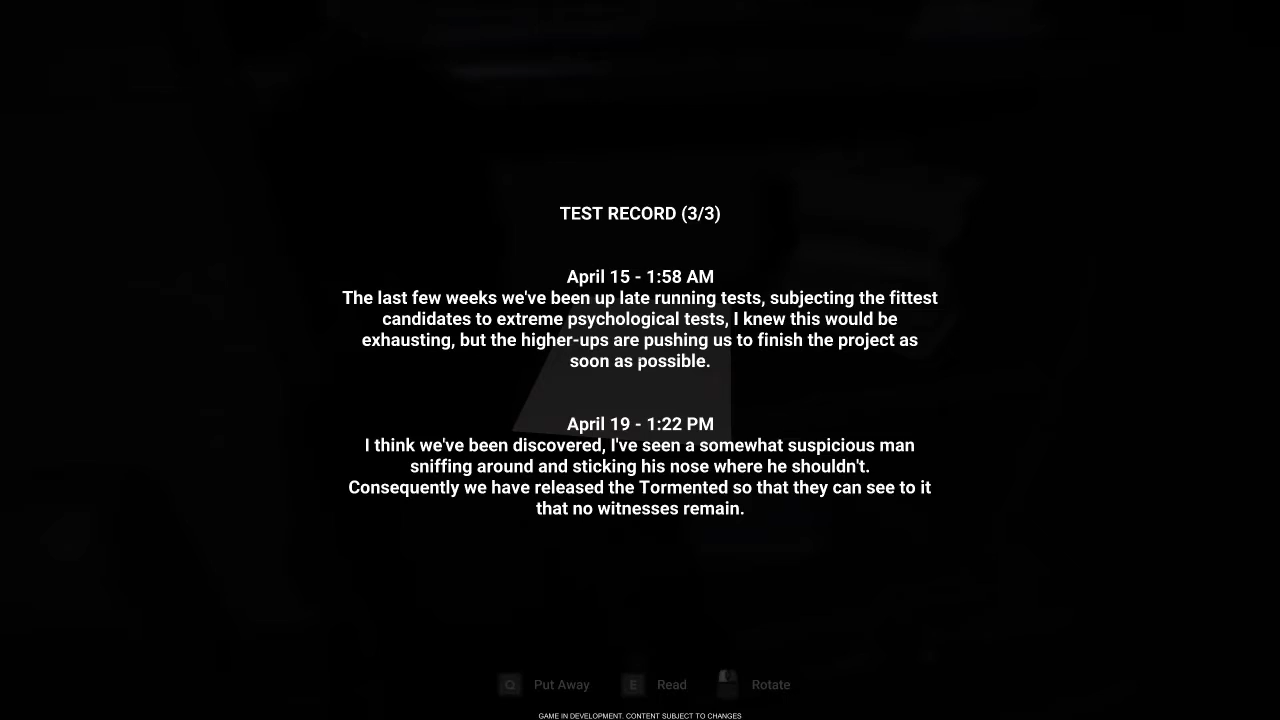 TEST RECORD (3/3)
April 15 - 1:58 AM
The last few weeks we've been up late running tests, subjecting the fittest
candidates to extreme psychological tests, I knew this would be
exhausting, but the higher-ups are pushing us to finish the project as
soon as possible.
April 19 - 1:22 PM
I think we've been discovered, I've seen a somewhat suspicious man
sniffing around and sticking his nose where he shouldn't.
Consequently we have released the Tormented so that they can see to it
that no witnesses remain.
Q Put Away E Read Rotate
GAME IN DEVELOPMENT. CONTENT SUBJECT TO CHANGES